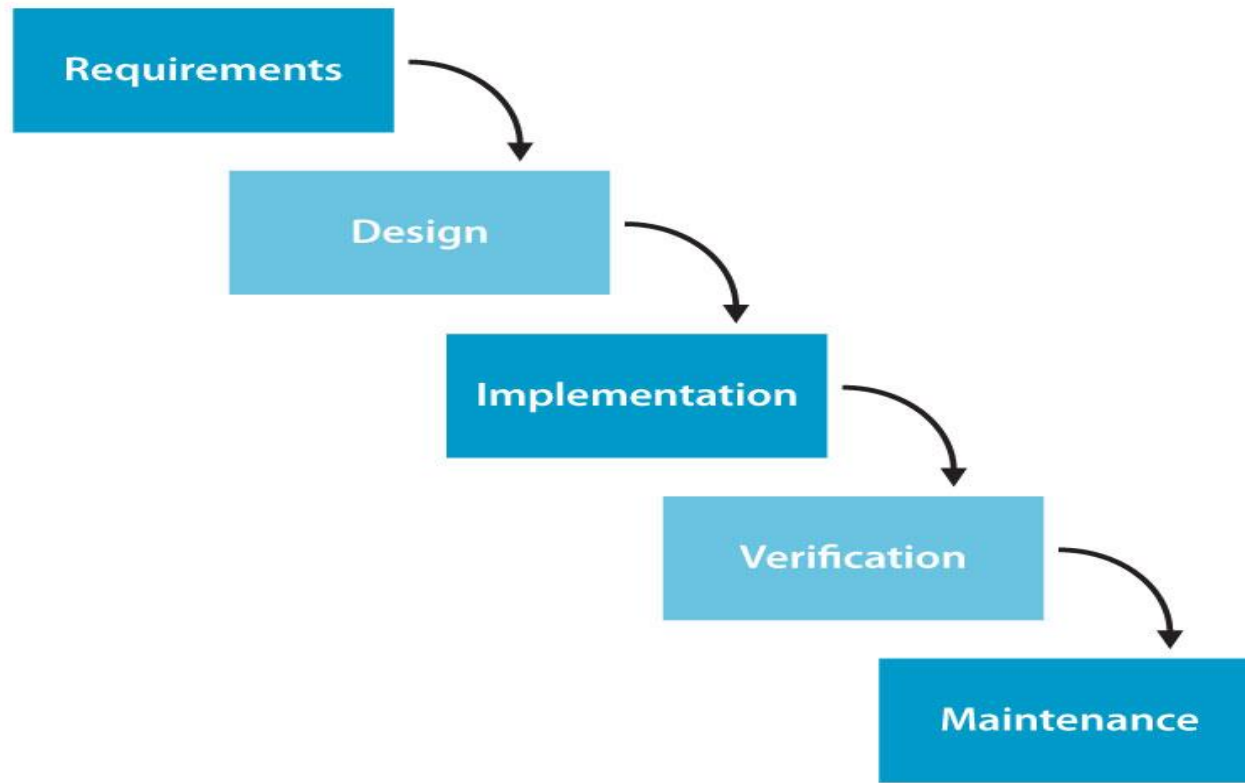 Requirements
Design
Implementation
Verification
Maintenance